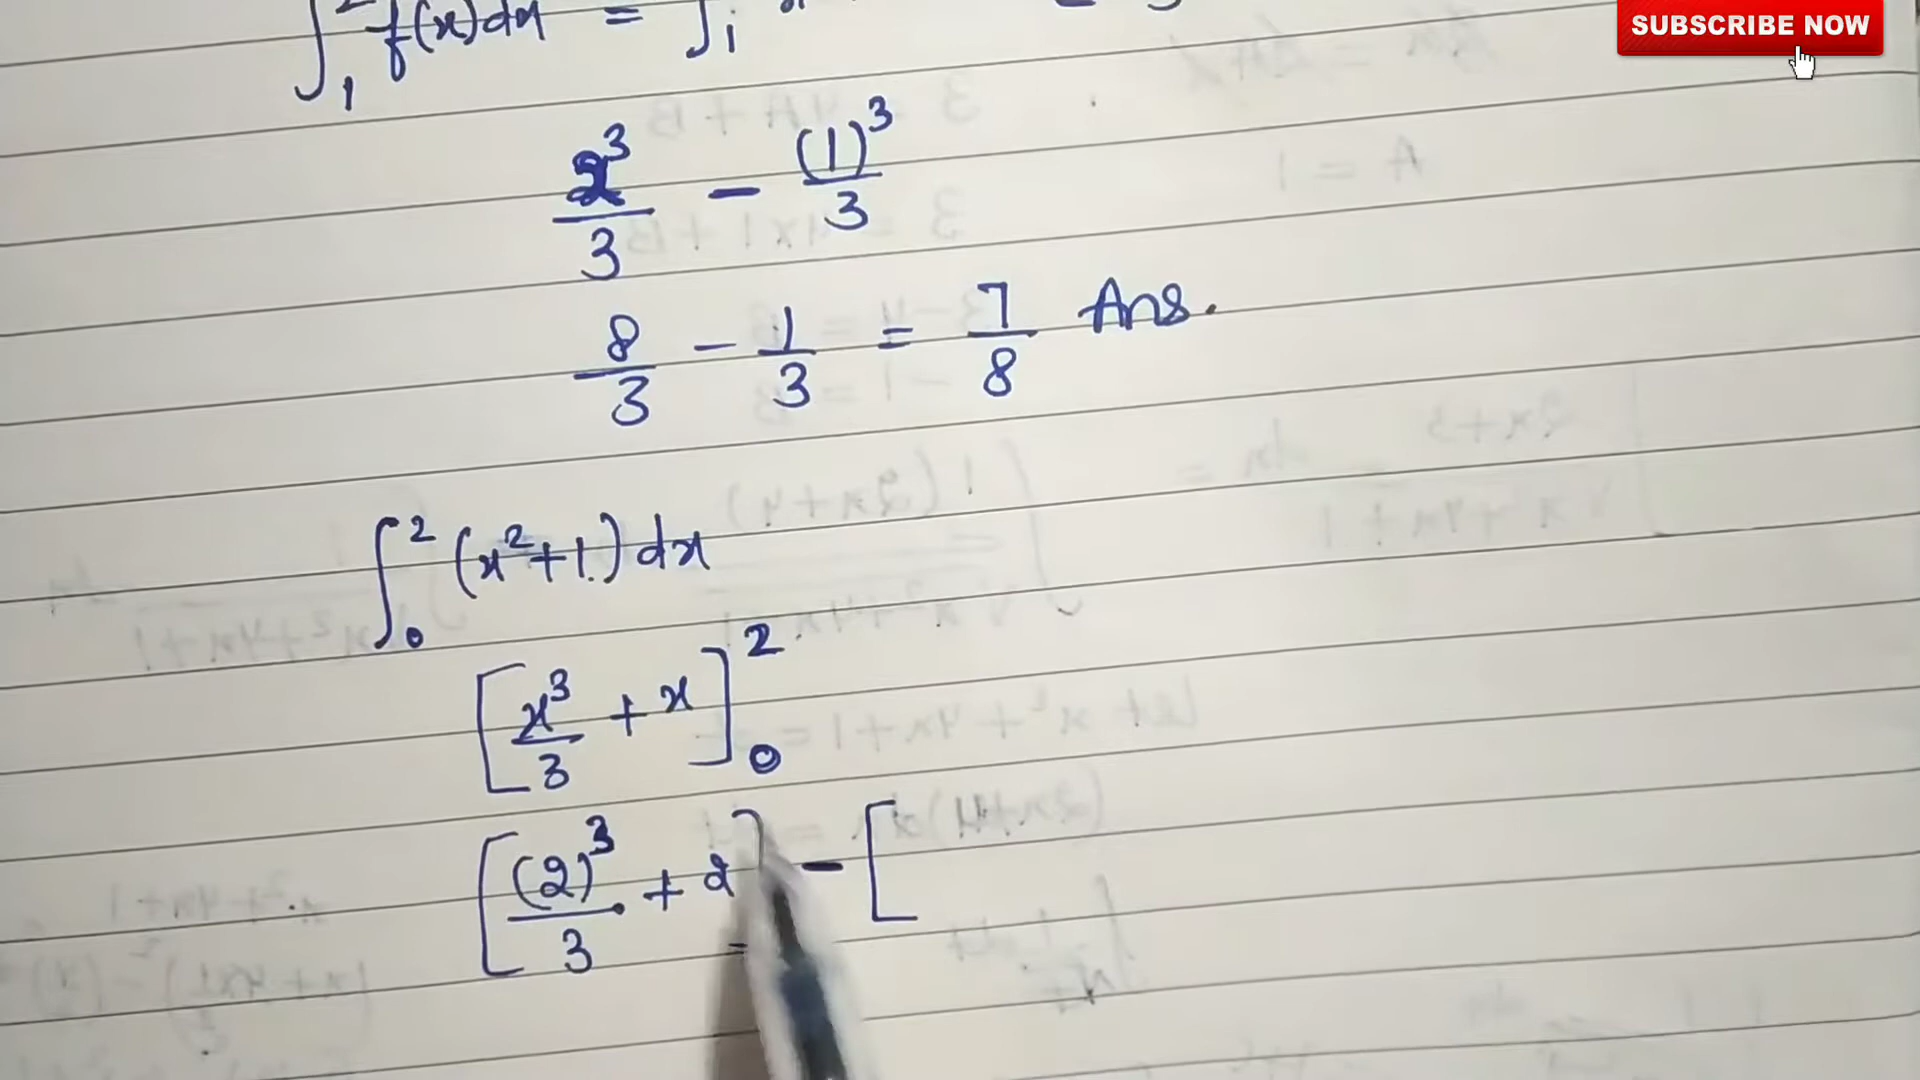 SUBSCRIBE NOW
∫₁² f(x)dx = ∫₁
2³/3 - (1)³/3
8/3 - 1/3 = 7/8 Ans.
∫₀² (x²+1)dx
[x³/3 + x]₀²
[(2)³/3 + 2] - [